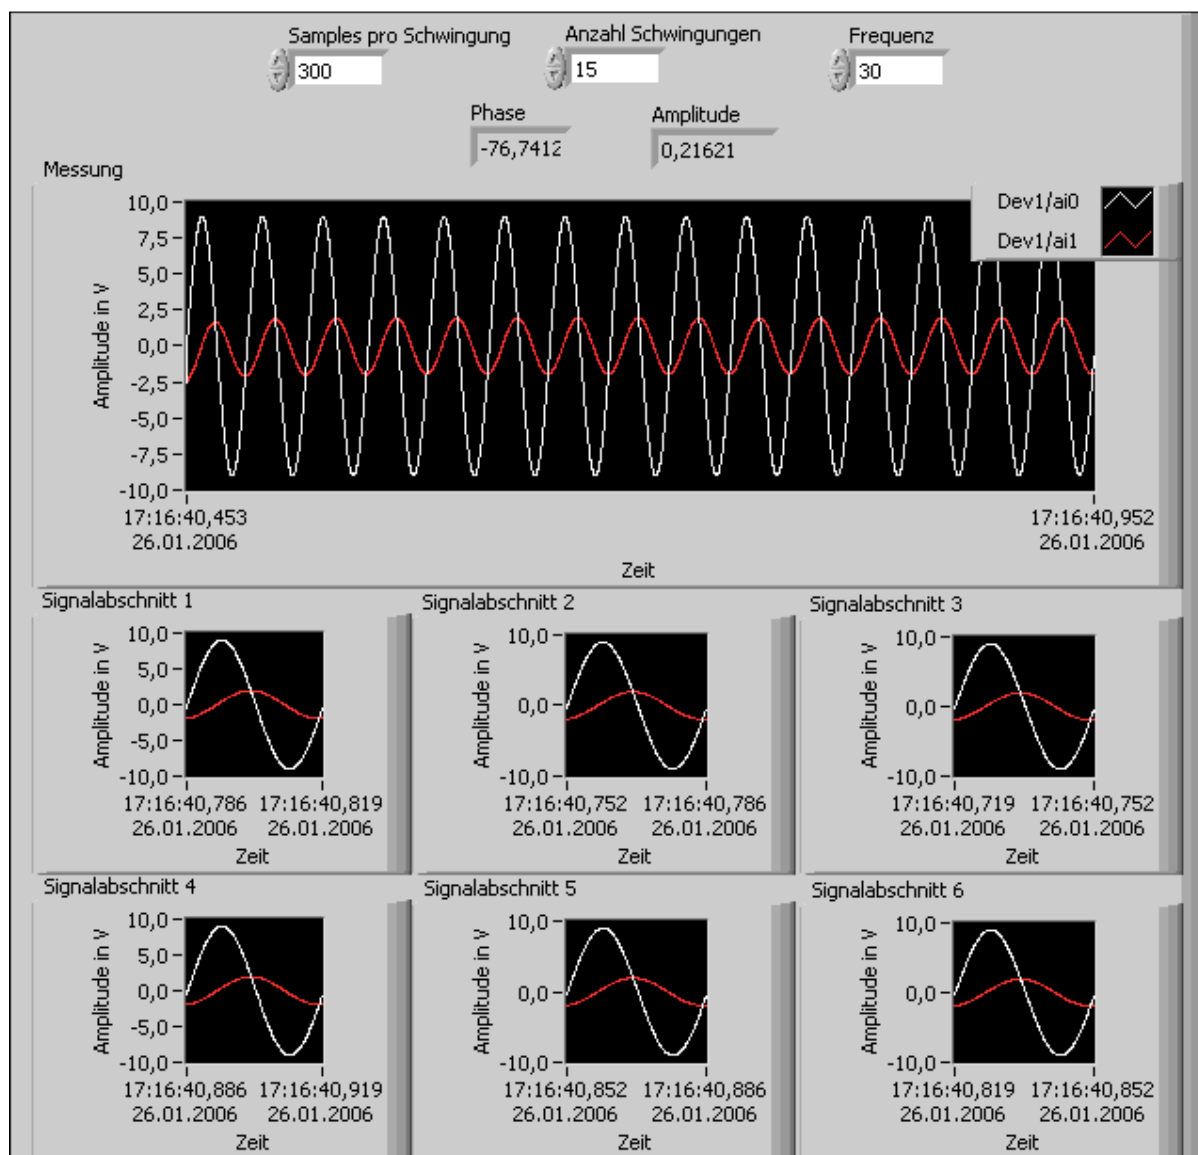 Samples pro Schwingung
Anzahl Schwingungen
Frequenz
300
15
30
Phase
Amplitude
-76,7412
0,21621
Messung
Dev1/ai0
Dev1/ai1
Amplitude in V
10,0
7,5
5,0
2,5
0,0
-2,5
-5,0
-7,5
-10,0
17:16:40,453
26.01.2006
17:16:40,952
26.01.2006
Zeit
Signalabschnitt 1
Amplitude in V
10,0
5,0
0,0
-5,0
-10,0
17:16:40,786
26.01.2006
17:16:40,819
26.01.2006
Zeit
Signalabschnitt 2
Amplitude in V
10,0
0,0
-10,0
17:16:40,752
26.01.2006
17:16:40,786
26.01.2006
Zeit
Signalabschnitt 3
Amplitude in V
10,0
0,0
-10,0
17:16:40,719
26.01.2006
17:16:40,752
26.01.2006
Zeit
Signalabschnitt 4
Amplitude in V
10,0
5,0
0,0
-5,0
-10,0
17:16:40,886
26.01.2006
17:16:40,919
26.01.2006
Zeit
Signalabschnitt 5
Amplitude in V
10,0
0,0
-10,0
17:16:40,852
26.01.2006
17:16:40,886
26.01.2006
Zeit
Signalabschnitt 6
Amplitude in V
10,0
0,0
-10,0
17:16:40,819
26.01.2006
17:16:40,852
26.01.2006
Zeit